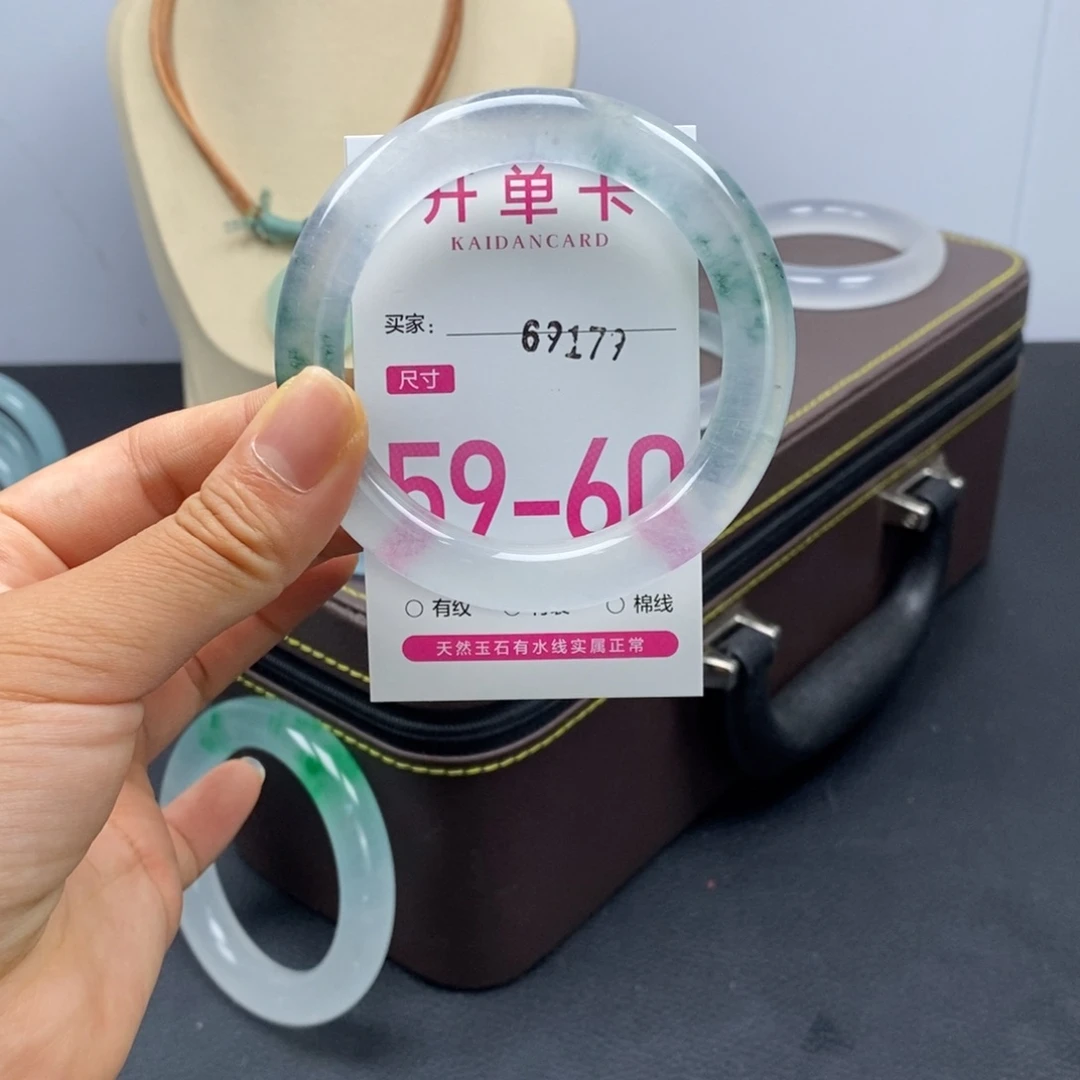 开单卡
KAIDANCARD
买家: 69179
尺寸
59-60
○ 有纹 ○ ○ 棉线
天然玉石有水线实属正常